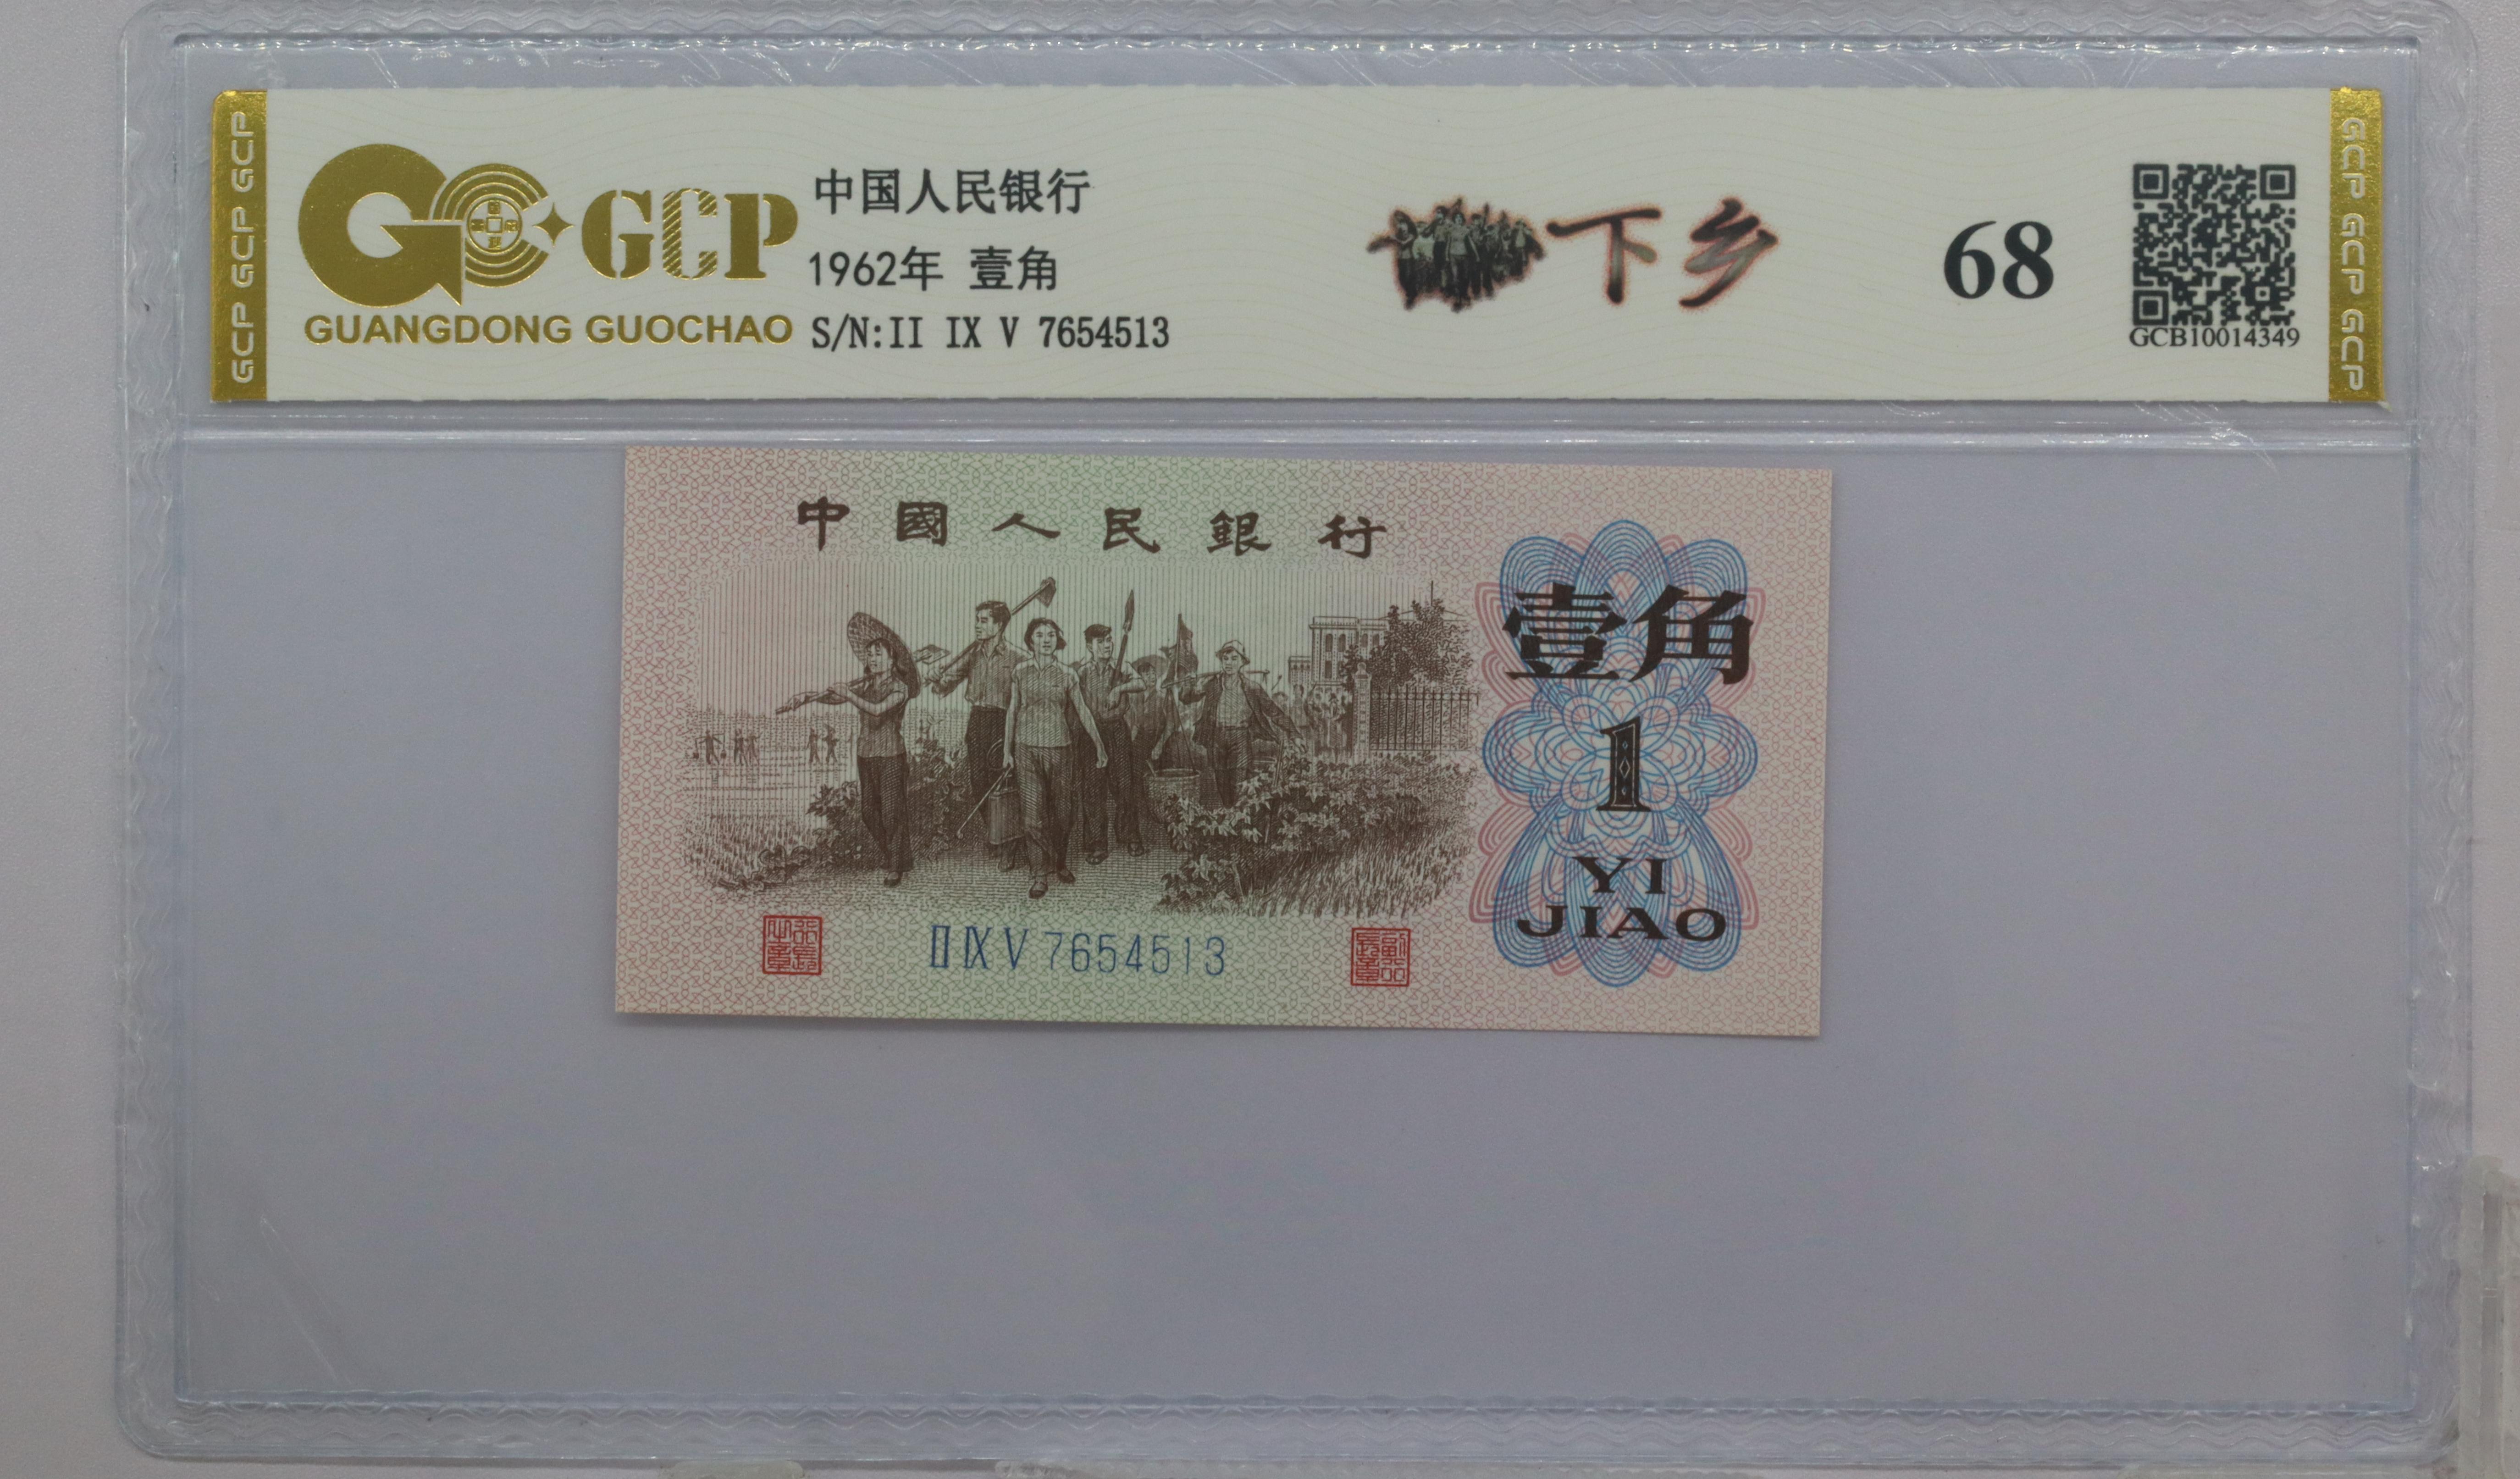 GCP GCP GCP
GCP
GUANGDONG GUOCHAO
中国人民银行
1962年 壹角
S/N:II IX V 7654513
下乡
68
GCB10014349
GCP GCP GCP
中國人民銀行
壹角
1
YI
JIAO
II IX V 7654513